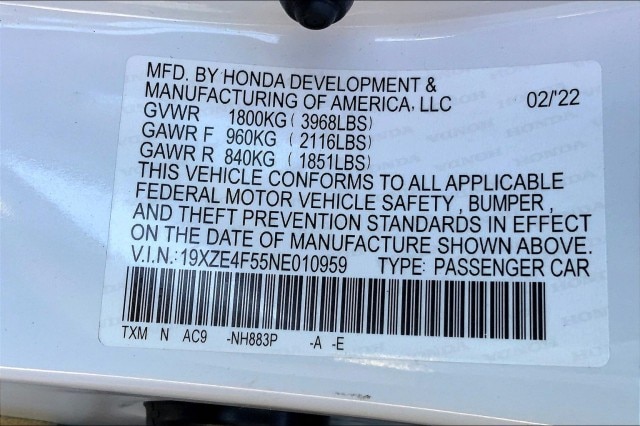 MFD. BY HONDA DEVELOPMENT &
MANUFACTURING OF AMERICA, LLC 02/'22
GVWR 1800KG ( 3968LBS)
GAWR F 960KG ( 2116LBS)
GAWR R 840KG ( 1851LBS)
THIS VEHICLE CONFORMS TO ALL APPLICABLE
FEDERAL MOTOR VEHICLE SAFETY , BUMPER ,
AND THEFT PREVENTION STANDARDS IN EFFECT
ON THE DATE OF MANUFACTURE SHOWN ABOVE.
V.I.N.:19XZE4F55NE010959 TYPE: PASSENGER CAR
TXM N AC9 -NH883P -A -E